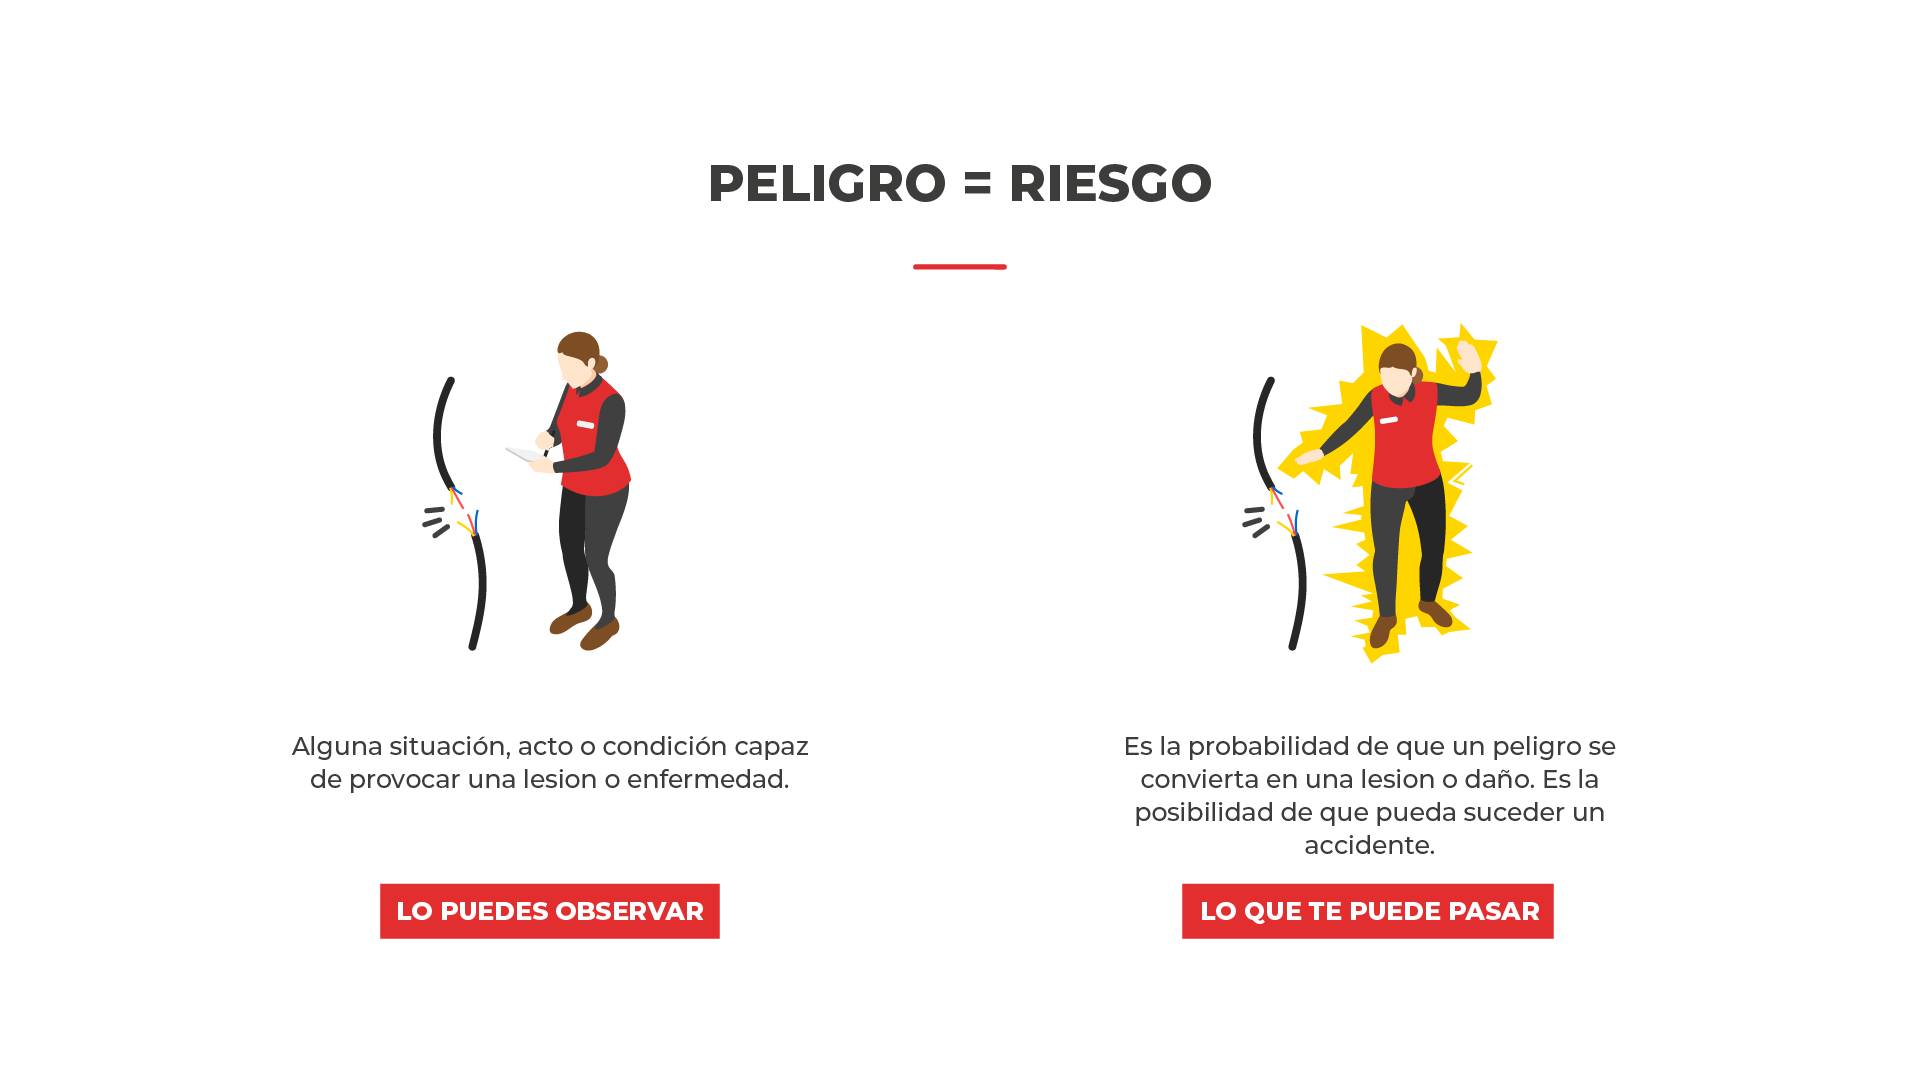 PELIGRO = RIESGO
Alguna situación, acto o condición capaz
de provocar una lesion o enfermedad.
LO PUEDES OBSERVAR
Es la probabilidad de que un peligro se
convierta en una lesion o daño. Es la
posibilidad de que pueda suceder un
accidente.
LO QUE TE PUEDE PASAR